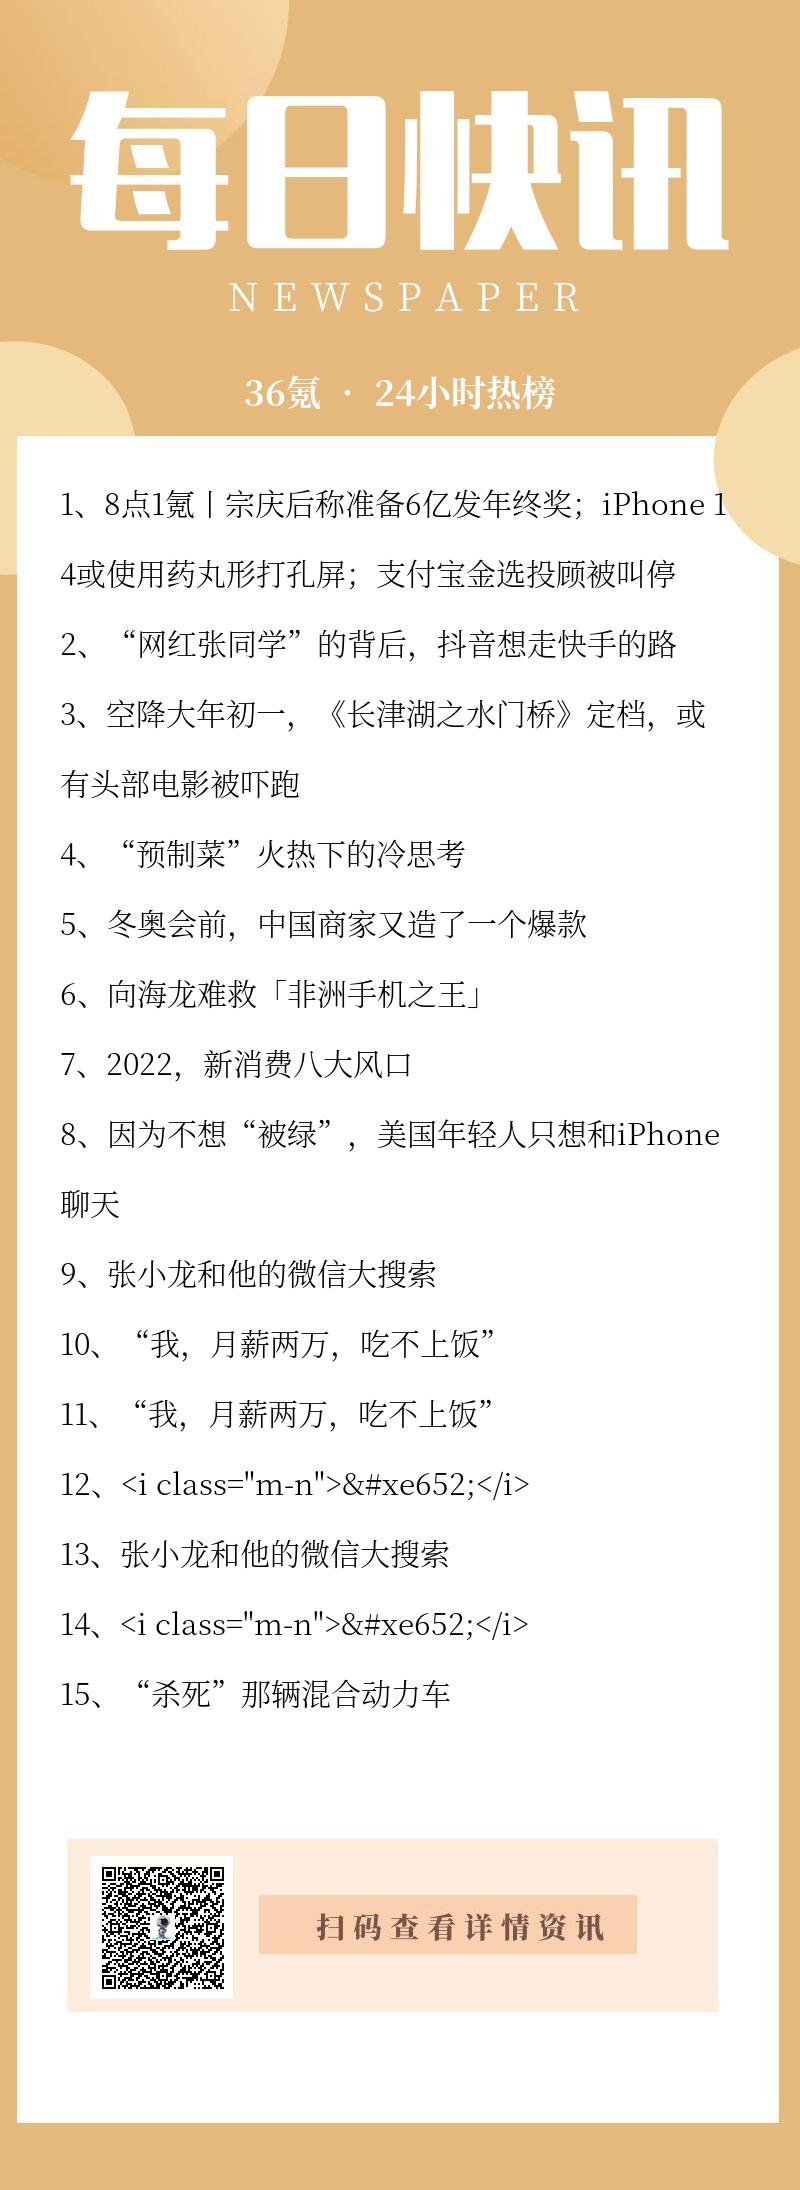 每日快讯
NEWSPAPER
36氪 · 24小时热榜
1、8点1氪丨宗庆后称准备6亿发年终奖；iPhone 1
4或使用药丸形打孔屏；支付宝金选投顾被叫停
2、“网红张同学”的背后，抖音想走快手的路
3、空降大年初一，《长津湖之水门桥》定档，或
有头部电影被吓跑
4、“预制菜”火热下的冷思考
5、冬奥会前，中国商家又造了一个爆款
6、向海龙难救「非洲手机之王」
7、2022，新消费八大风口
8、因为不想“被绿”，美国年轻人只想和iPhone
聊天
9、张小龙和他的微信大搜索
10、“我，月薪两万，吃不上饭”
11、“我，月薪两万，吃不上饭”
12、<i class="m-n">&#xe652;</i>
13、张小龙和他的微信大搜索
14、<i class="m-n">&#xe652;</i>
15、“杀死”那辆混合动力车
扫码查看详情资讯